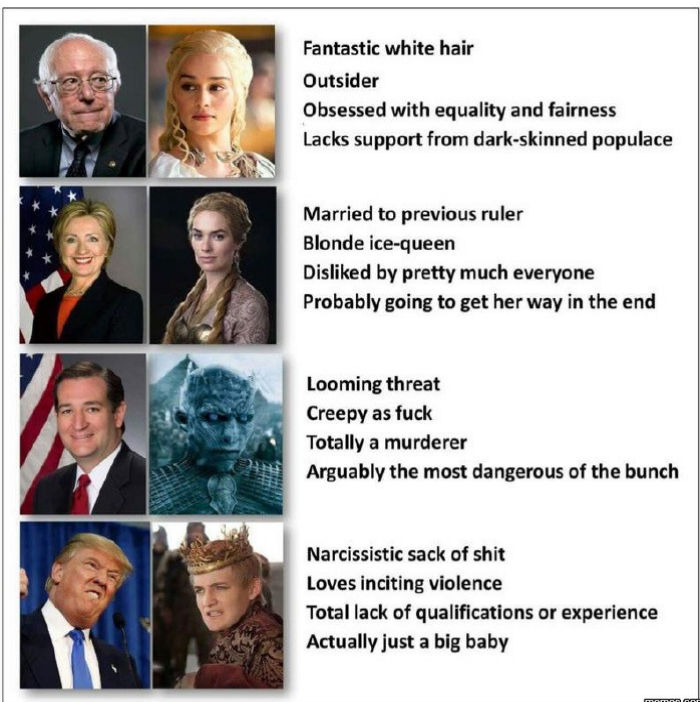 Fantastic white hair
Outsider
Obsessed with equality and fairness
Lacks support from dark-skinned populace
Married to previous ruler
Blonde ice-queen
Disliked by pretty much everyone
Probably going to get her way in the end
Looming threat
Creepy as fuck
Totally a murderer
Arguably the most dangerous of the bunch
Narcissistic sack of shit
Loves inciting violence
Total lack of qualifications or experience
Actually just a big baby